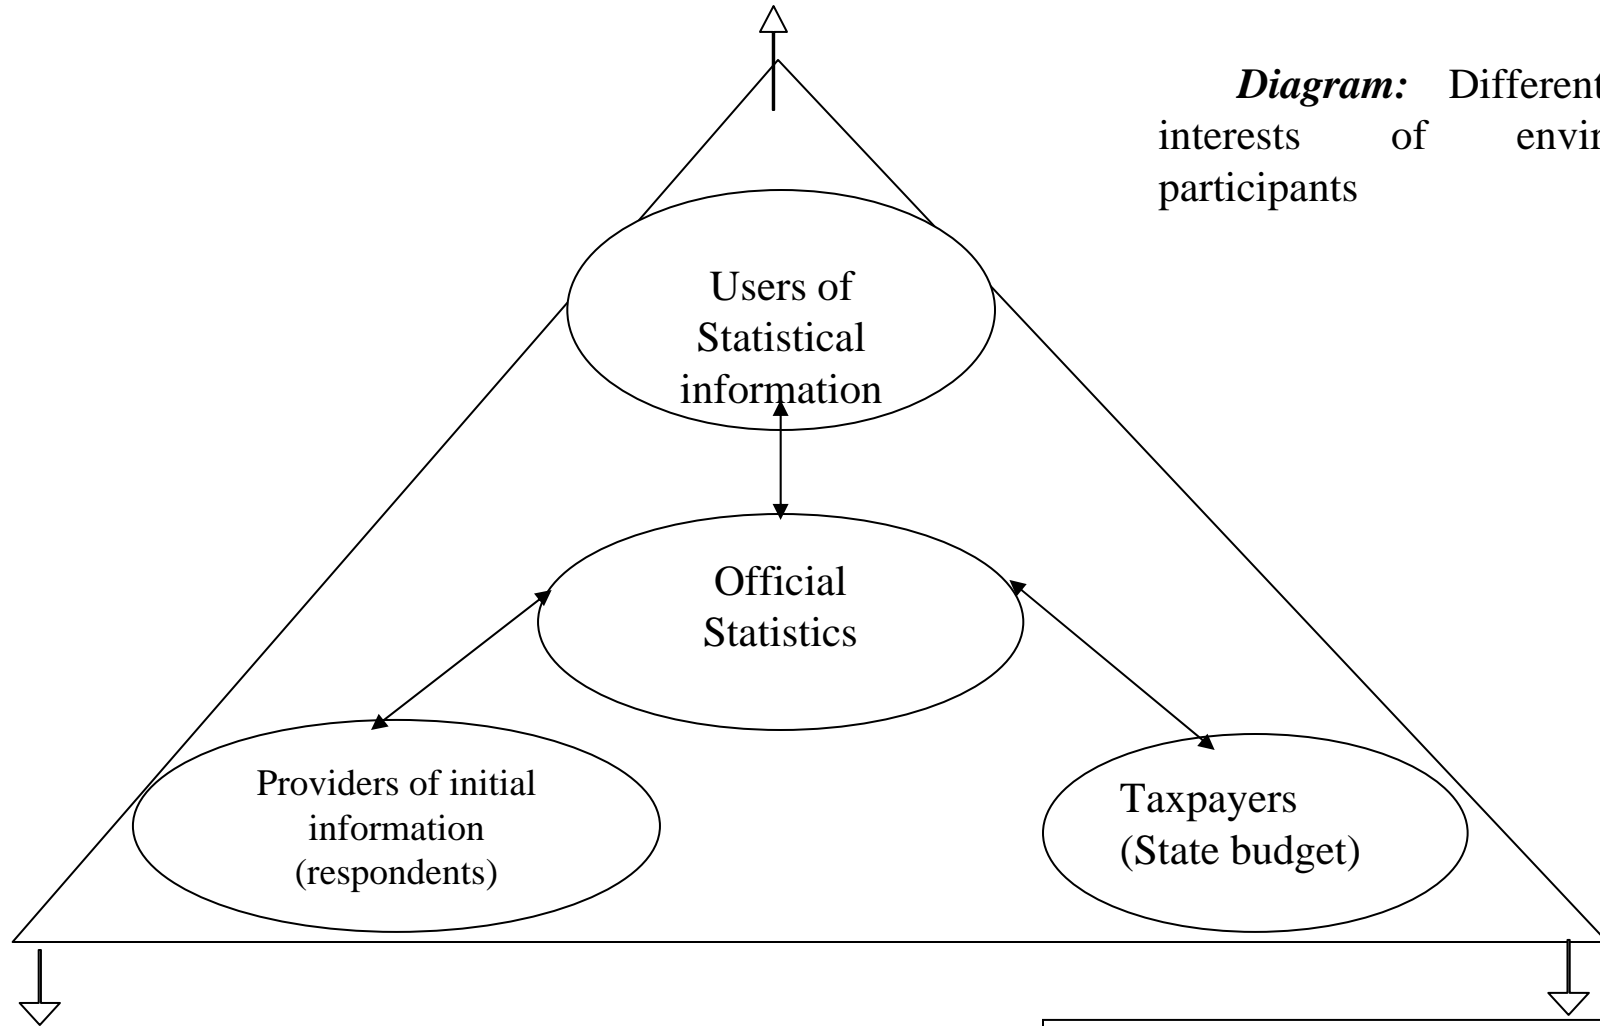 Diagram: Different
interests of envir
participants
Users of
Statistical
information
Official
Statistics
Providers of initial
information
(respondents)
Taxpayers
(State budget)